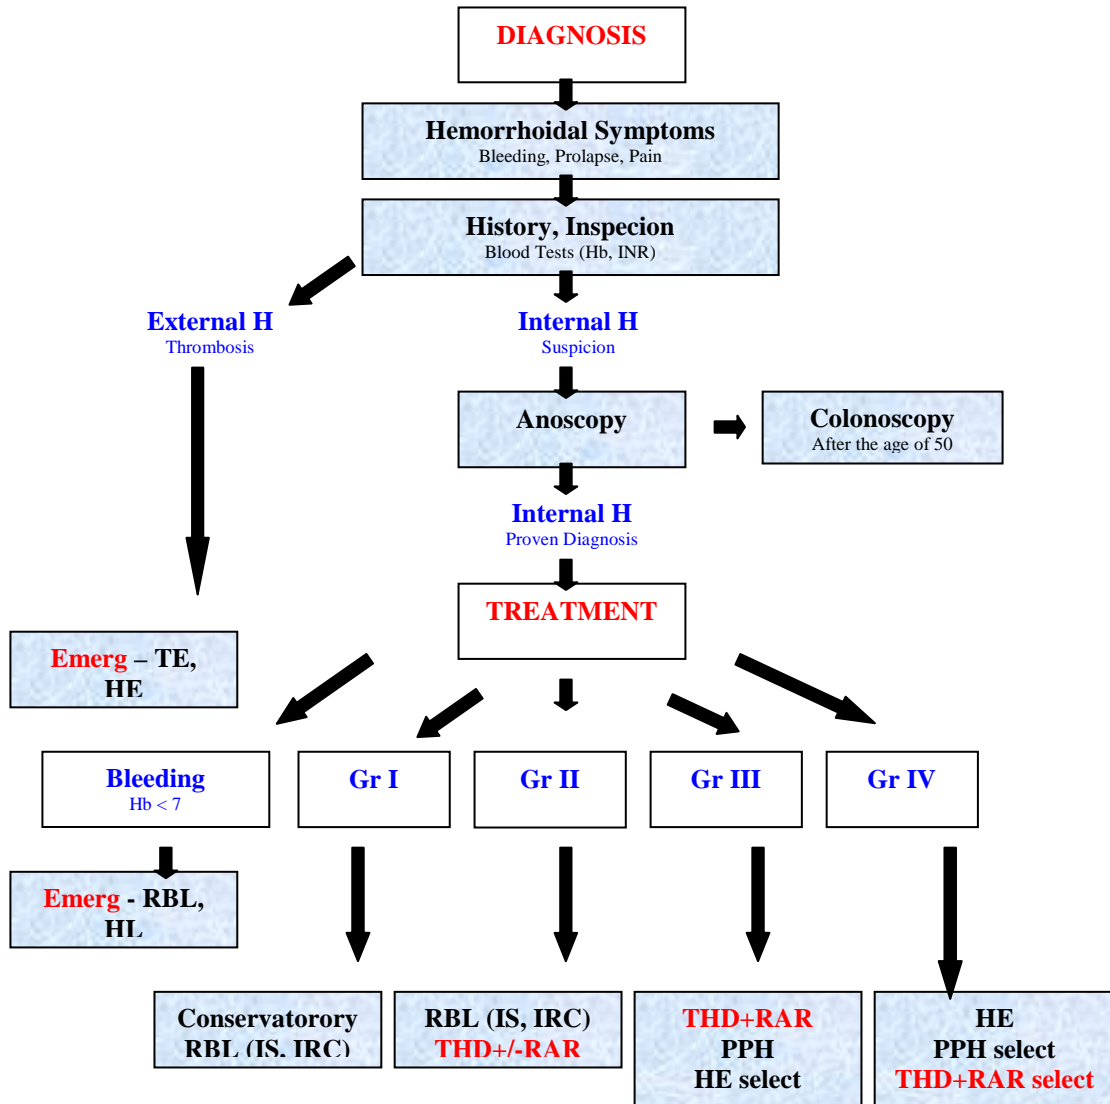 DIAGNOSIS
Hemorrhoidal Symptoms
Bleeding, Prolapse, Pain
History, Inspecion
Blood Tests (Hb, INR)
External H
Thrombosis
Internal H
Suspicion
Anoscopy
Colonoscopy
After the age of 50
Internal H
Proven Diagnosis
TREATMENT
Emerg – TE,
HE
Bleeding
Hb < 7
Gr I
Gr II
Gr III
Gr IV
Emerg - RBL,
HL
Conservatorory
RBL (IS, IRC)
RBL (IS, IRC)
THD+/-RAR
THD+RAR
PPH
HE select
HE
PPH select
THD+RAR select